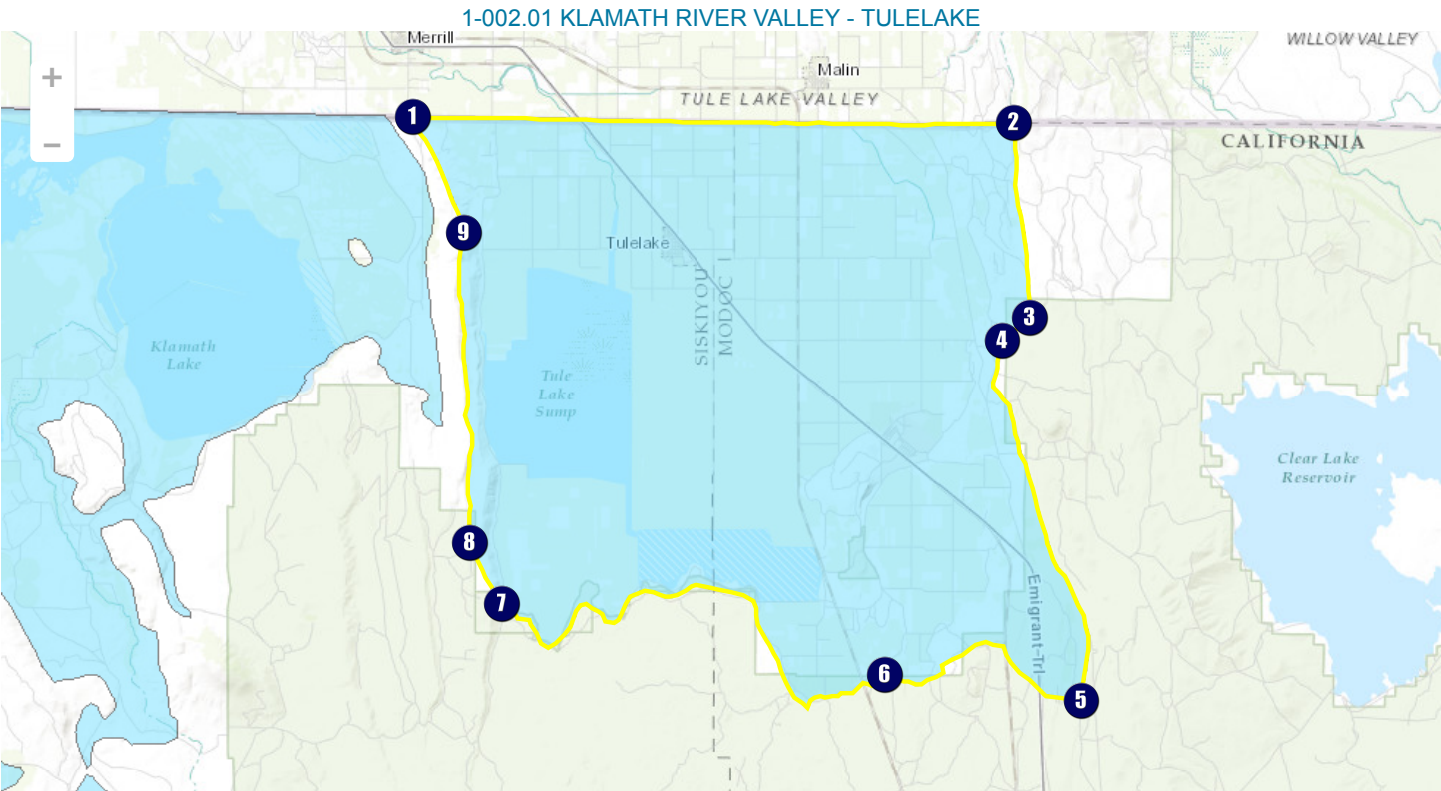 1-002.01 KLAMATH RIVER VALLEY - TULELAKE
Merrill
WILLOW VALLEY
+
Malin
TULE LAKE VALLEY
−
1
2
CALIFORNIA
9
Tulelake
SISKIYOU
MODOC
3
4
Klamath
Lake
Tule
Lake
Sump
Clear Lake
Reservoir
8
7
Emigrant-Trl
6
5